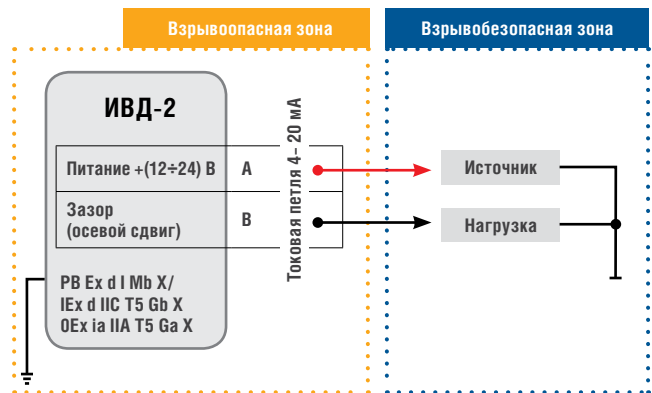 Взрывоопасная зона
Взрывобезопасная зона
ИВД-2
Питание +(12÷24) В
А
Зазор
(осевой сдвиг)
В
Токовая петля 4– 20 мА
Источник
Нагрузка
РВ Ex d I Mb X/
IEx d IIC T5 Gb X
0Ex ia IIA T5 Ga X